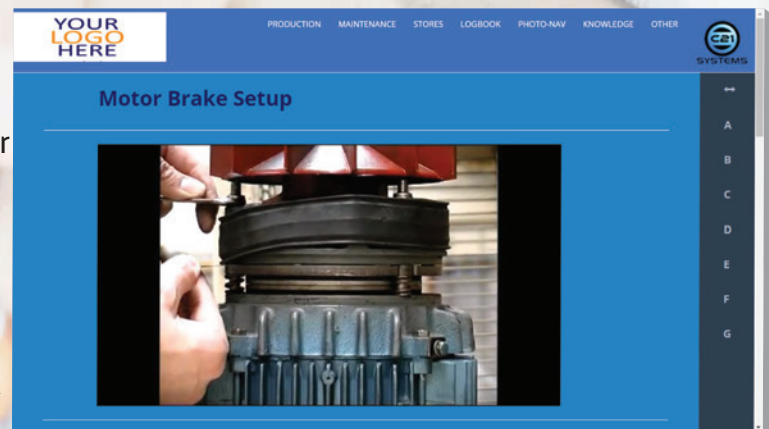 YOUR
LOGO
HERE
PRODUCTION MAINTENANCE STORES LOGBOOK PHOTO-NAV KNOWLEDGE OTHER
C21
SYSTEMS
Motor Brake Setup
r
A
B
C
D
E
F
G